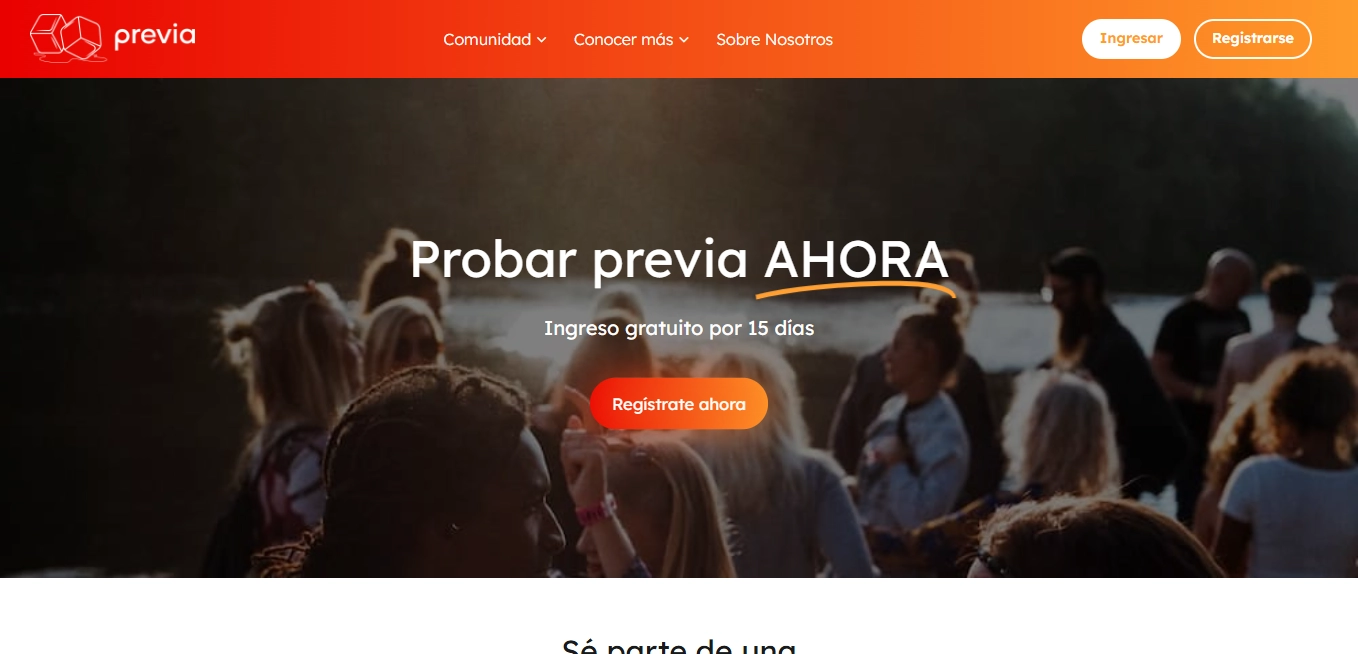 previa
Comunidad
Conocer más
Sobre Nosotros
Ingresar
Registrarse
Probar previa AHORA
Ingreso gratuito por 15 días
Regístrate ahora
Sé parte de una